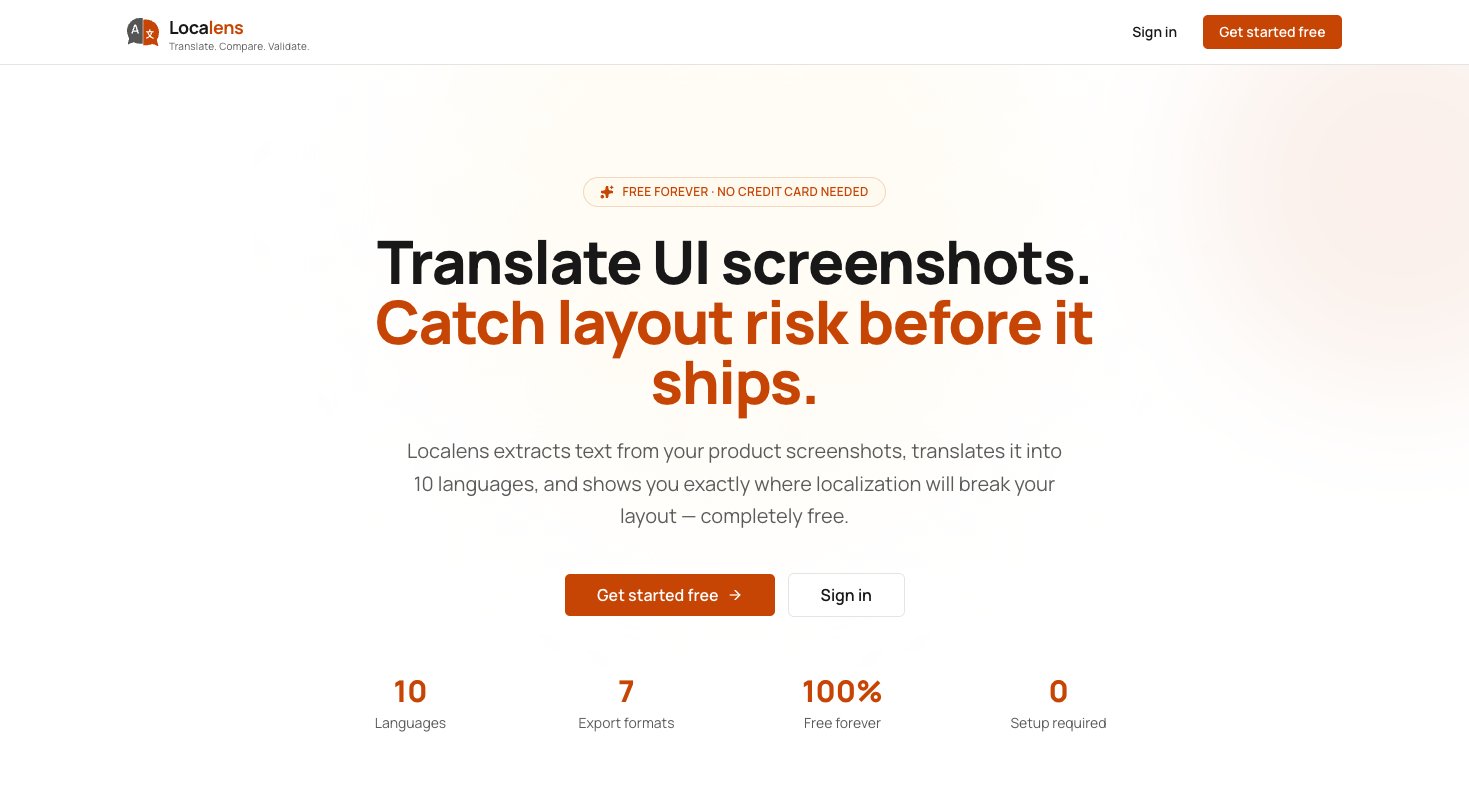 A 文
Localens
Translate. Compare. Validate.
Sign in
Get started free
FREE FOREVER · NO CREDIT CARD NEEDED
Translate UI screenshots.
Catch layout risk before it
ships.
Localens extracts text from your product screenshots, translates it into
10 languages, and shows you exactly where localization will break your
layout — completely free.
Get started free →
Sign in
10
Languages
7
Export formats
100%
Free forever
0
Setup required